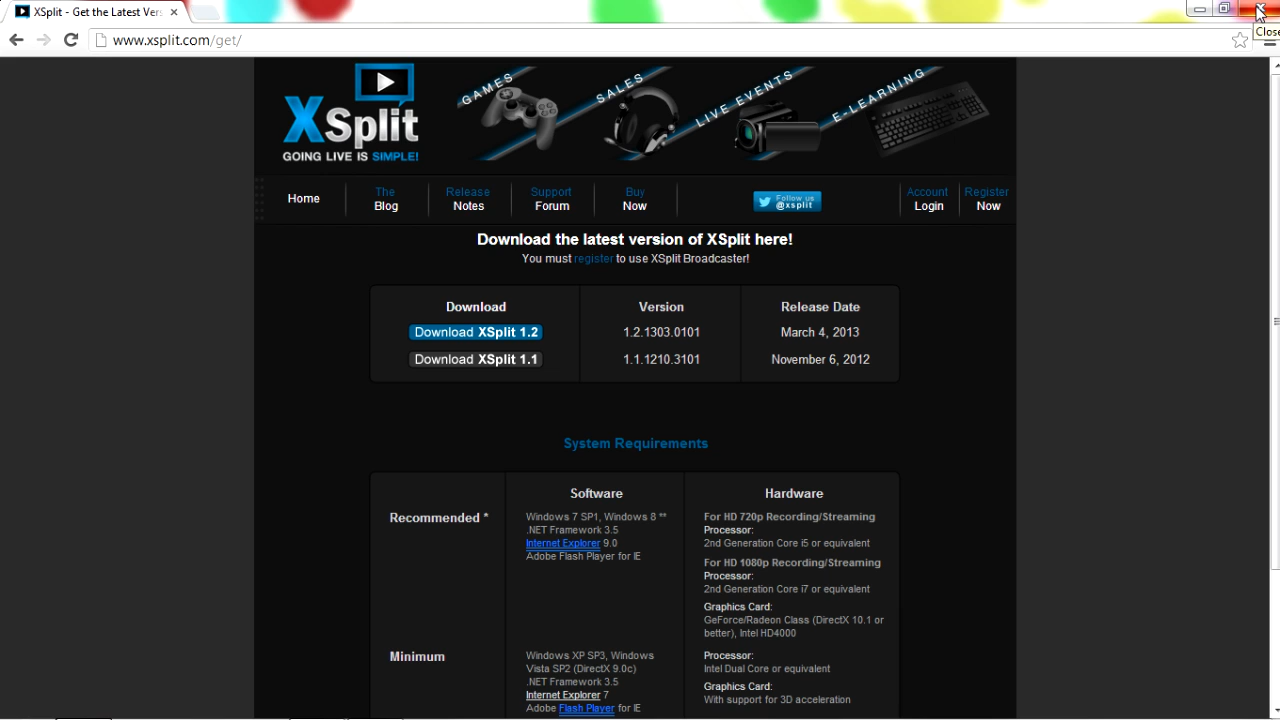 XSplit - Get the Latest Vers
www.xsplit.com/get/
Close
XSplit
GOING LIVE IS SIMPLE!
GAMES
SALES
LIVE EVENTS
E-LEARNING
Home
The Blog
Release Notes
Support Forum
Buy Now
Follow us @xsplit
Account Login
Register Now
Download the latest version of XSplit here!
You must register to use XSplit Broadcaster!
Download Version Release Date
Download XSplit 1.2 1.2.1303.0101 March 4, 2013
Download XSplit 1.1 1.1.1210.3101 November 6, 2012
System Requirements
Software Hardware
Recommended *
Windows 7 SP1, Windows 8 **
.NET Framework 3.5
Internet Explorer 9.0
Adobe Flash Player for IE
For HD 720p Recording/Streaming
Processor:
2nd Generation Core i5 or equivalent
For HD 1080p Recording/Streaming
Processor:
2nd Generation Core i7 or equivalent
Graphics Card:
GeForce/Radeon Class (DirectX 10.1 or
better), Intel HD4000
Minimum
Windows XP SP3, Windows
Vista SP2 (DirectX 9.0c)
.NET Framework 3.5
Internet Explorer 7
Adobe Flash Player for IE
Processor:
Intel Dual Core or equivalent
Graphics Card:
With support for 3D acceleration